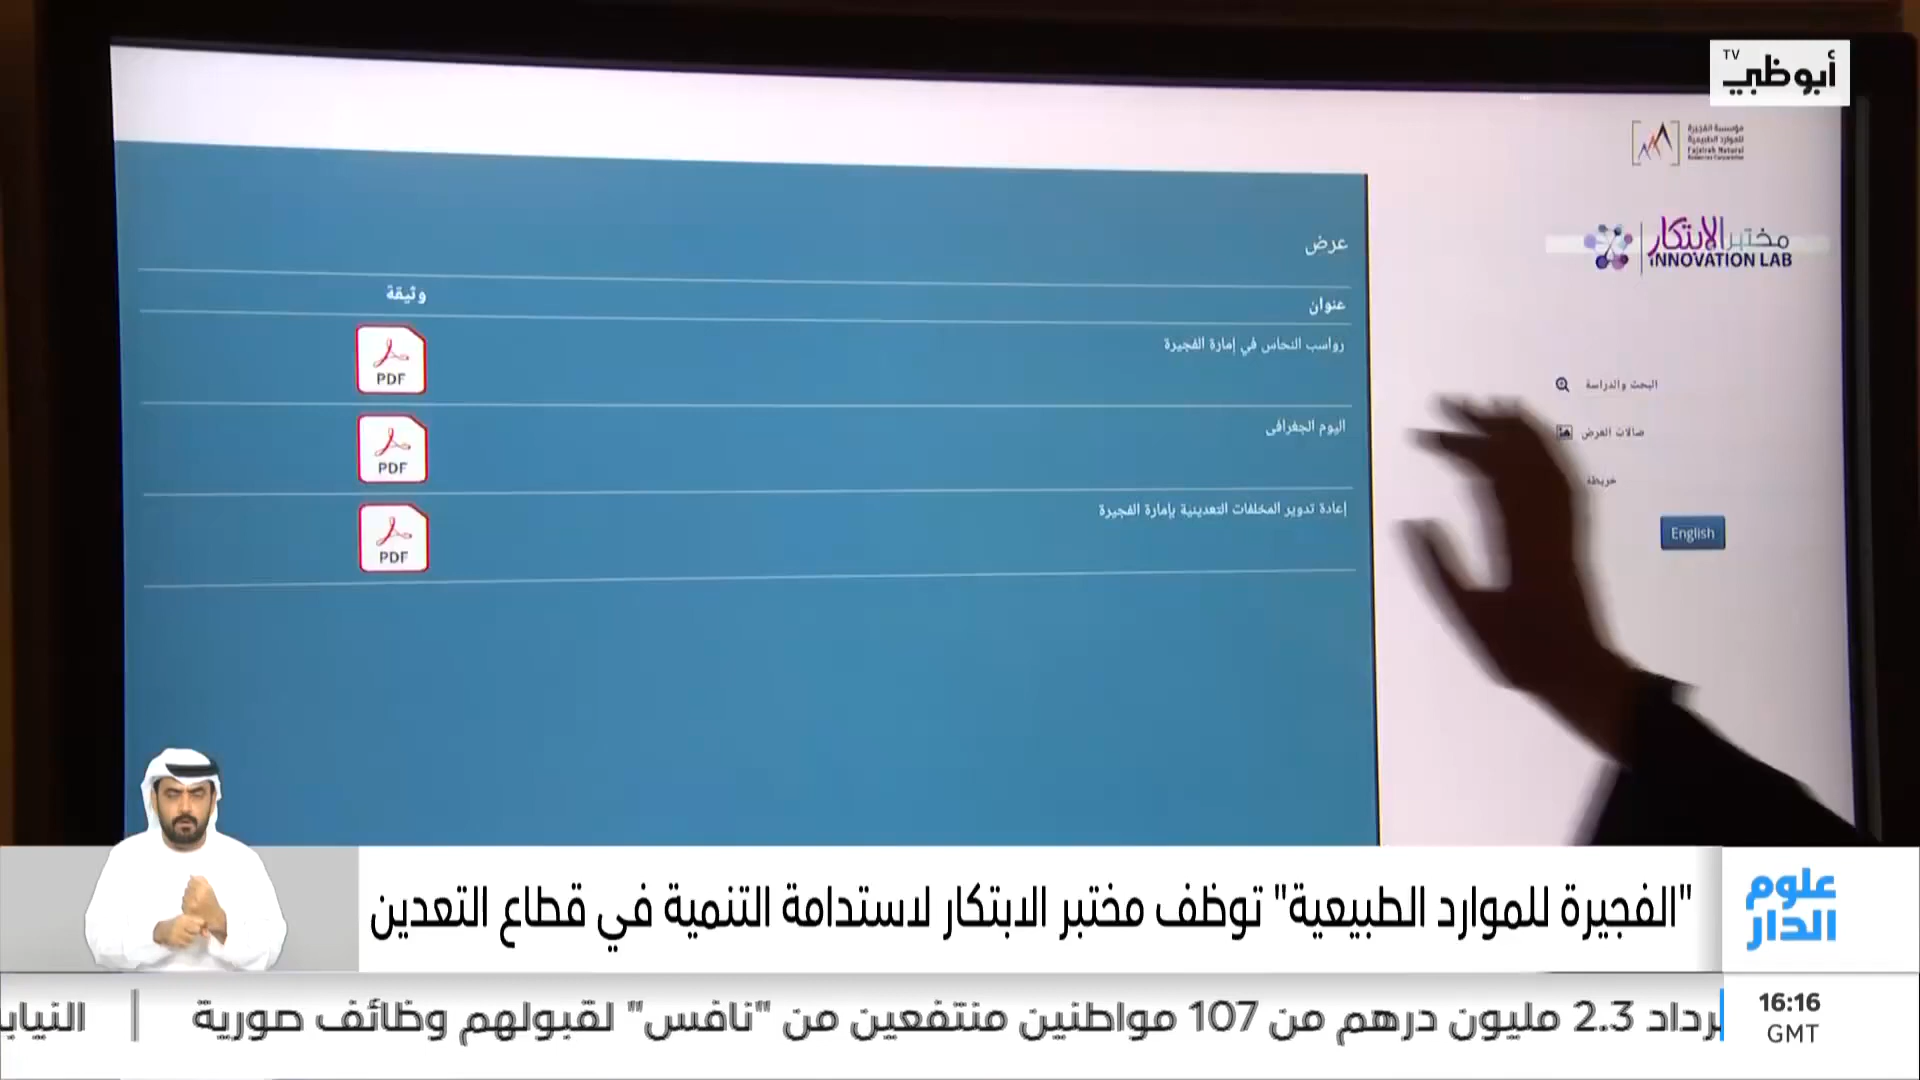 أبوظبي TV
مؤسسة الفجيرة
للموارد الطبيعية
Fujairah Natural
Resources Corporation
مختبر الابتكار
INNOVATION LAB
عرض
عنوان
وثيقة
رواسب النحاس في إمارة الفجيرة
PDF
اليوم الجغرافى
PDF
إعادة تدوير المخلفات التعدينية بإمارة الفجيرة
PDF
البحث والدراسة
صالات العرض
خريطة
English
علوم
الدار
"الفجيرة للموارد الطبيعية" توظف مختبر الابتكار لاستدامة التنمية في قطاع التعدين
16:16
GMT
2.3 مليون درهم من 107 مواطنين منتفعين من "نافس" لقبولهم وظائف صورية |